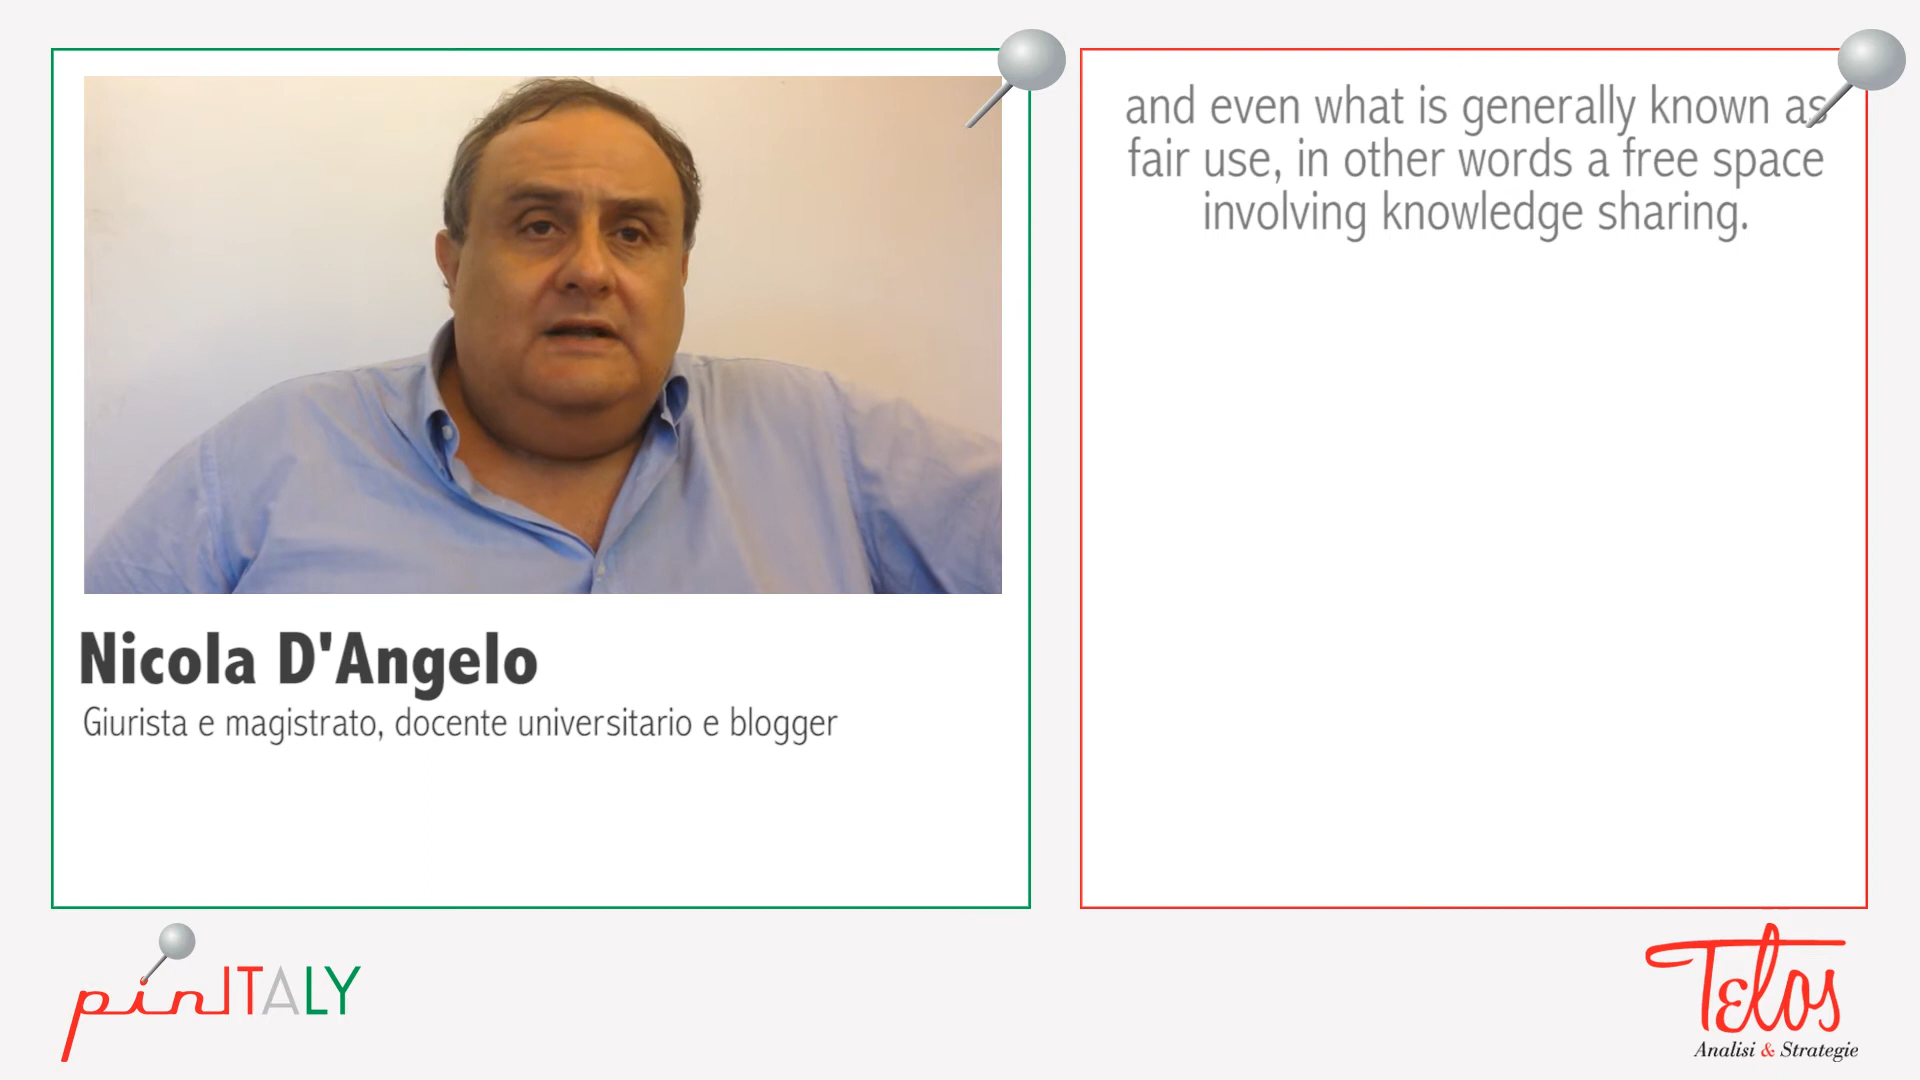 and even what is generally known as
fair use, in other words a free space
involving knowledge sharing.
Nicola D'Angelo
Giurista e magistrato, docente universitario e blogger
pinITALY
Telos
Analisi & Strategie